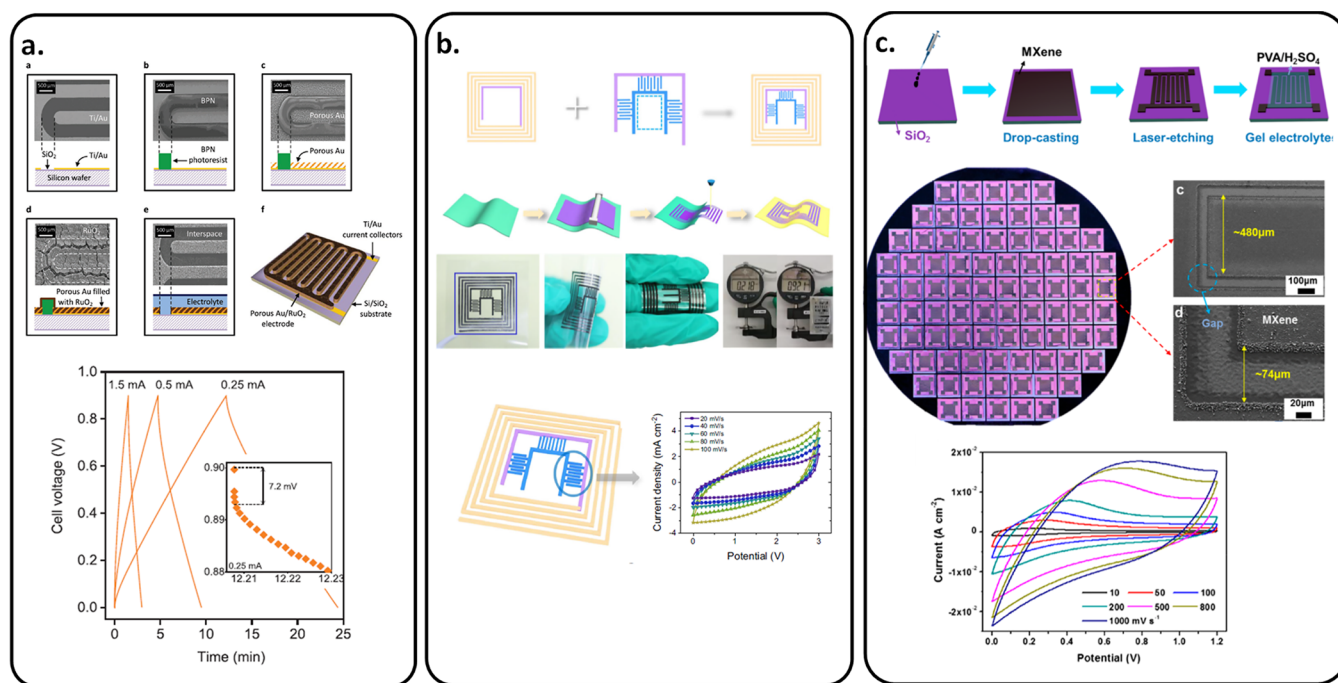 a.
a
b
c
500 µm
500 µm
BPN
500 µm
Ti/Au
Porous Au
SiO₂
Ti/Au
BPN
photoresist
Porous Au
Silicon wafer
d
e
f
500 µm
RuO₂
500 µm
Interspace
Ti/Au
current collectors
Porous Au filled
with RuO₂
Electrolyte
Porous Au/RuO₂
electrode
Si/SiO₂
substrate
1.0
0.8
0.6
0.4
0.2
0.0
Cell voltage (V)
1.5 mA
0.5 mA
0.25 mA
0.90
0.89
0.88
7.2 mV
0.25 mA
12.21
12.22
12.23
0
5
10
15
20
25
Time (min)
b.
+
Current density (mA cm⁻²)
4
2
0
-2
-4
20 mV/s
40 mV/s
60 mV/s
80 mV/s
100 mV/s
0
1
2
3
Potential (V)
c.
MXene
PVA/H₂SO₄
SiO₂
Drop-casting
Laser-etching
Gel electrolytes
c
~480µm
100µm
Gap
d
MXene
~74µm
20µm
Current (A cm⁻²)
2x10⁻²
1x10⁻²
0
-1x10⁻²
-2x10⁻²
10
50
100
200
500
800
1000 mV s⁻¹
0.0
0.2
0.4
0.6
0.8
1.0
1.2
Potential (V)